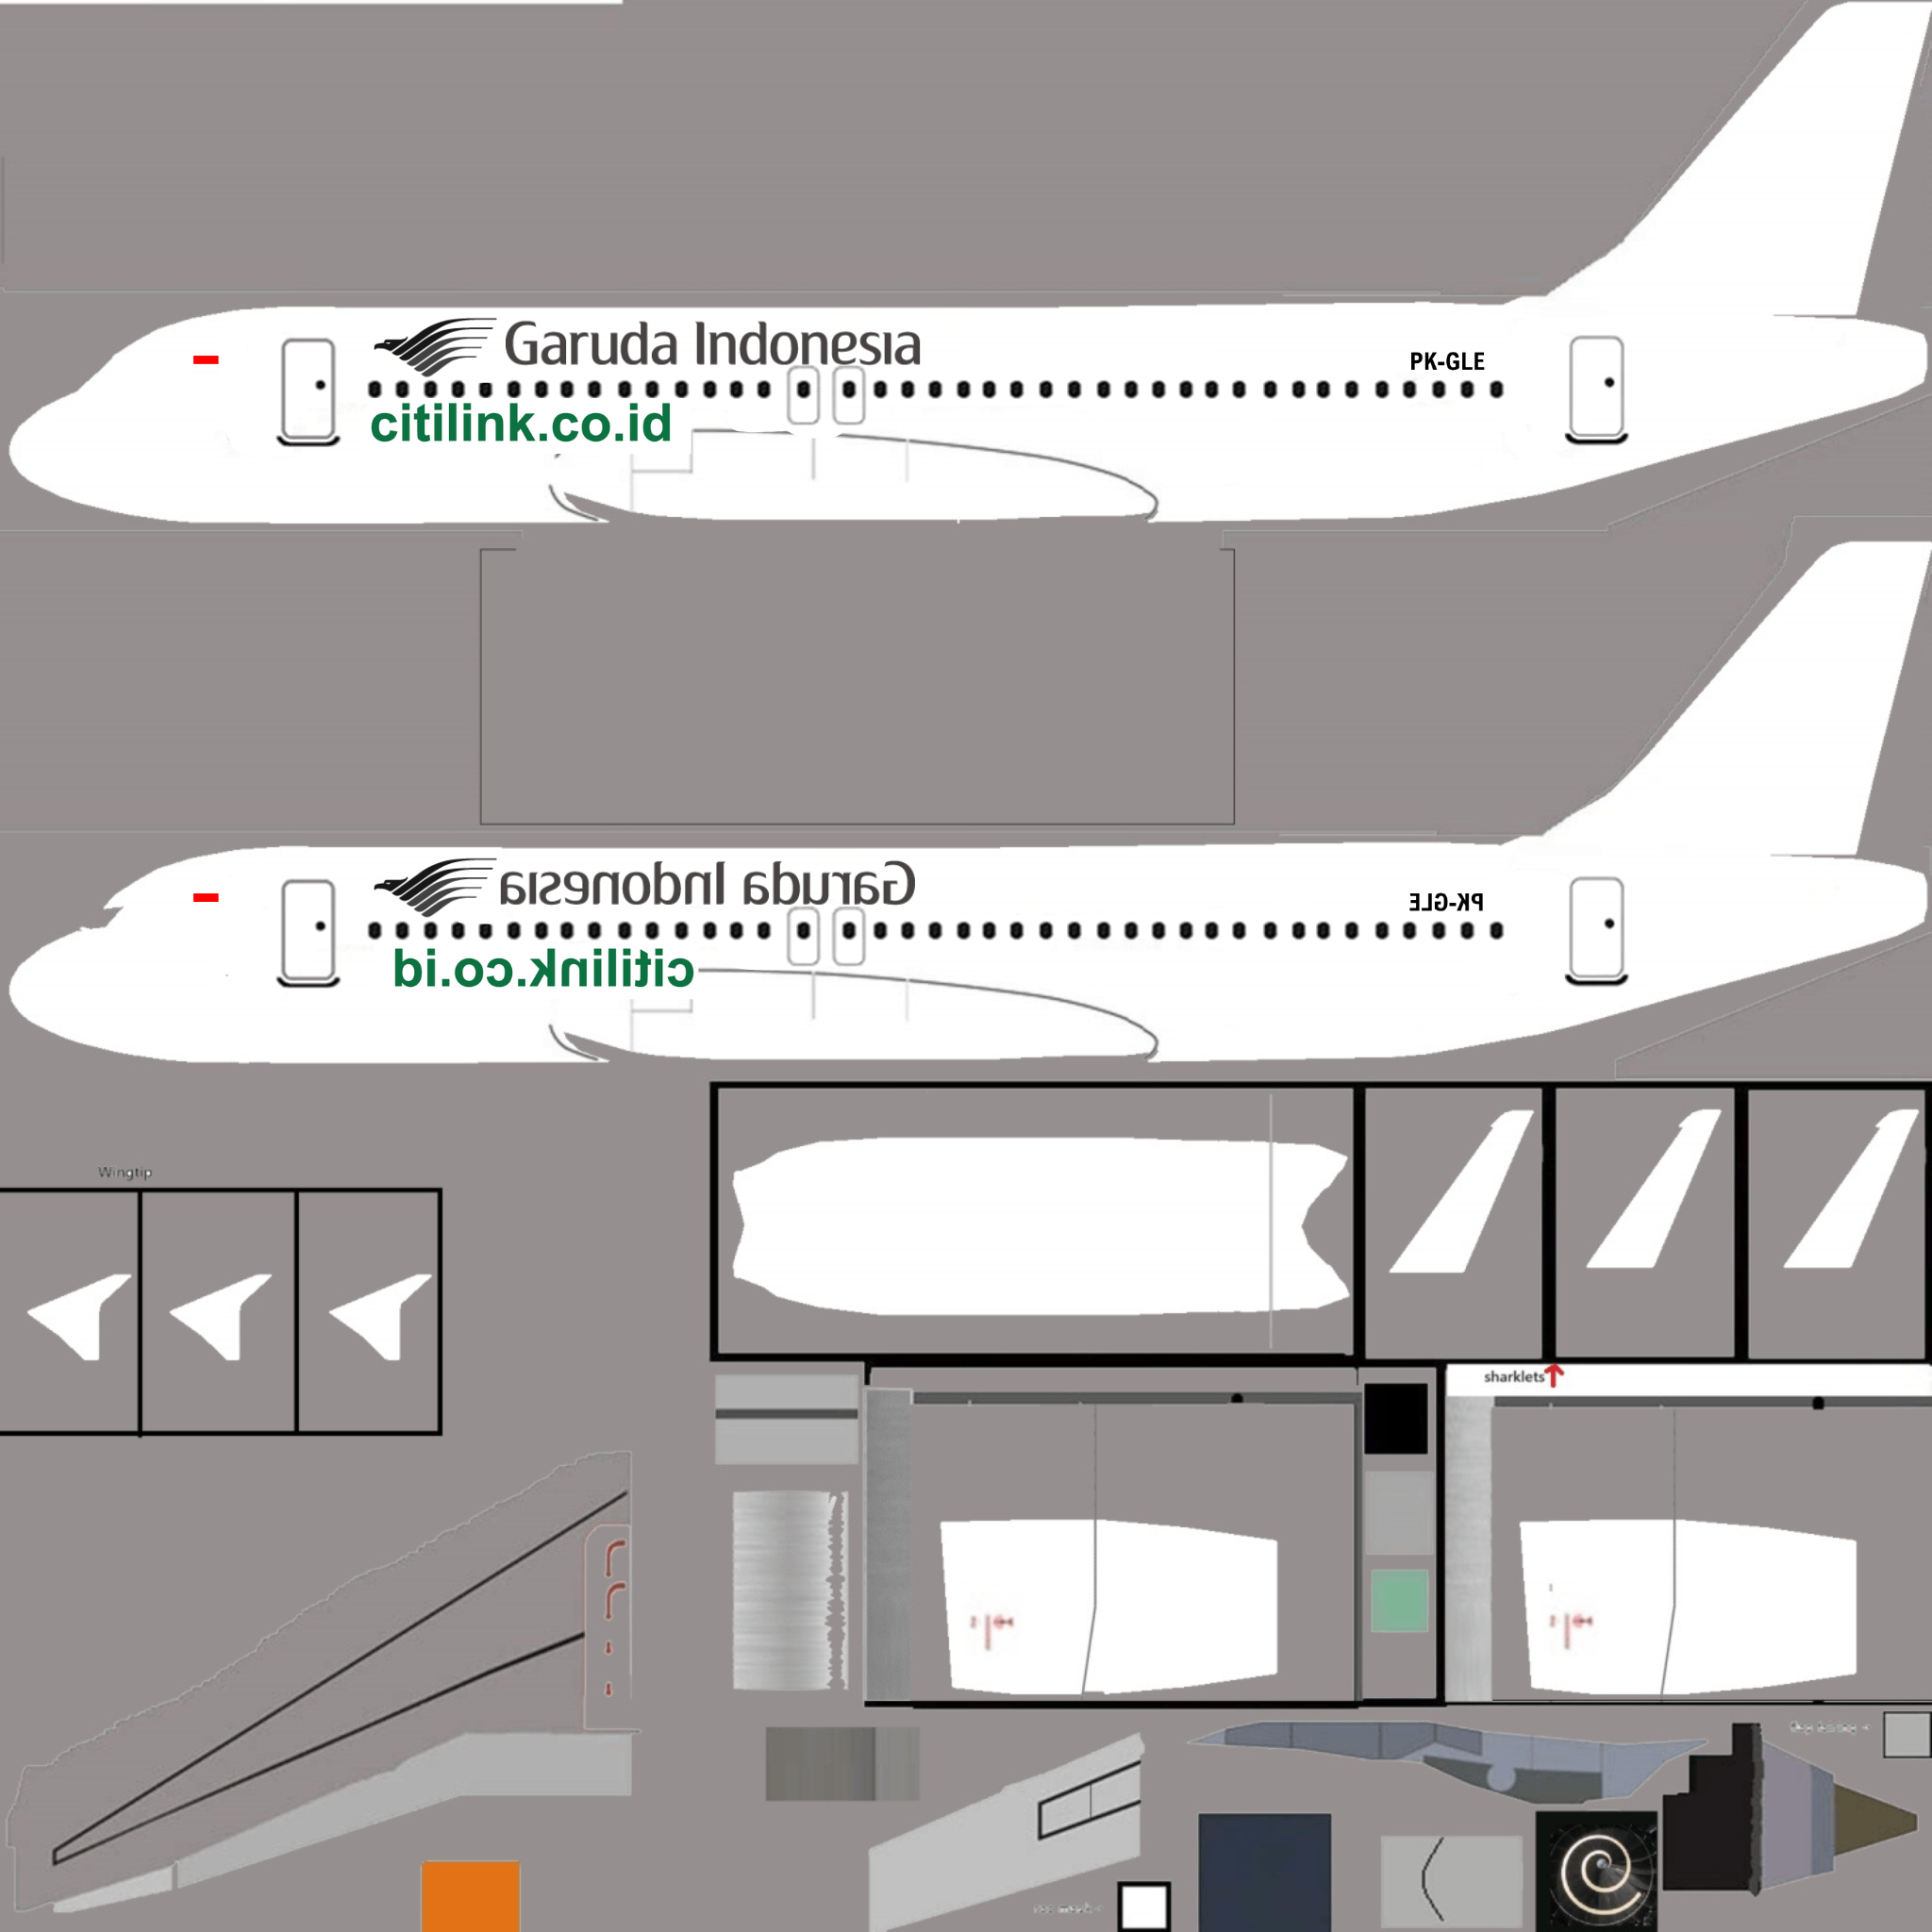 Garuda Indonesia
PK-GLE
citilink.co.id
Garuda Indonesia
PK-GLE
citilink.co.id
Wingtip
sharklets